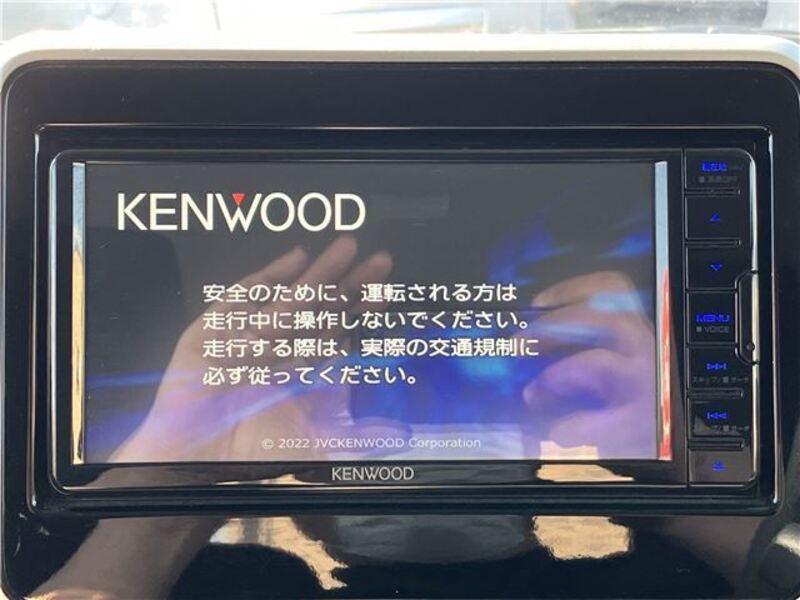 KENWOOD
安全のために、運転される方は
走行中に操作しないでください。
走行する際は、実際の交通規制に
必ず従ってください。
© 2022 JVCKENWOOD Corporation
KENWOOD
現在地
MENU
VOICE